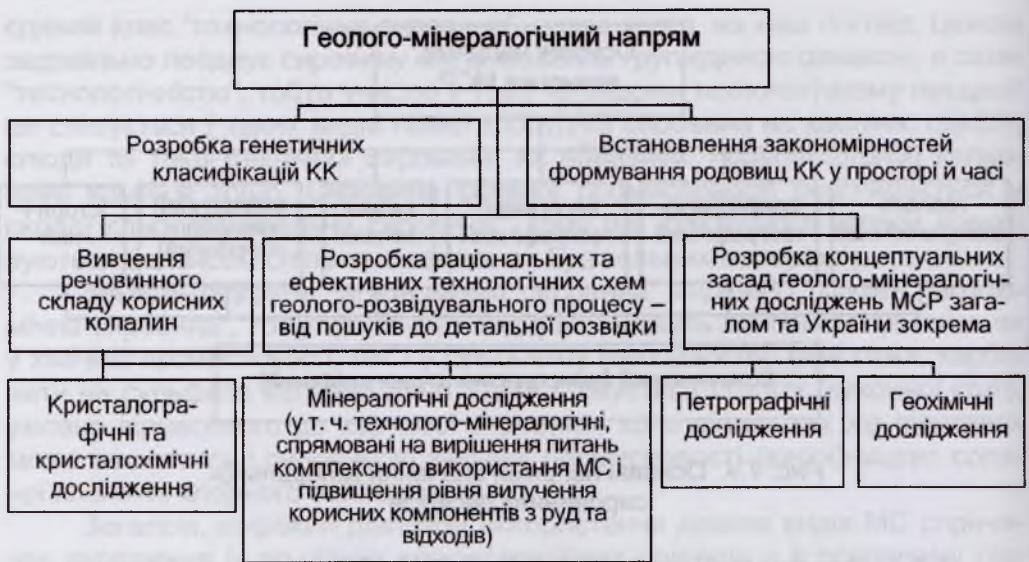 Геолого-мінералогічний напрям
Розробка генетичних
класифікацій КК
Встановлення закономірностей
формування родовищ КК у просторі й часі
Вивчення
речовинного
складу корисних
копалин
Розробка раціональних та
ефективних технологічних схем
геолого-розвідувального процесу –
від пошуків до детальної розвідки
Розробка концептуальних
засад геолого-мінералогіч-
них досліджень МСР зага-
лом та України зокрема
Кристалогра-
фічні та
кристалохімічні
дослідження
Мінералогічні дослідження
(у т. ч. технолого-мінералогічні,
спрямовані на вирішення питань
комплексного використання МС,
підвищення рівня вилучення
корисних компонентів з руд та
відходів)
Петрографічні
дослідження
Геохімічні
дослідження